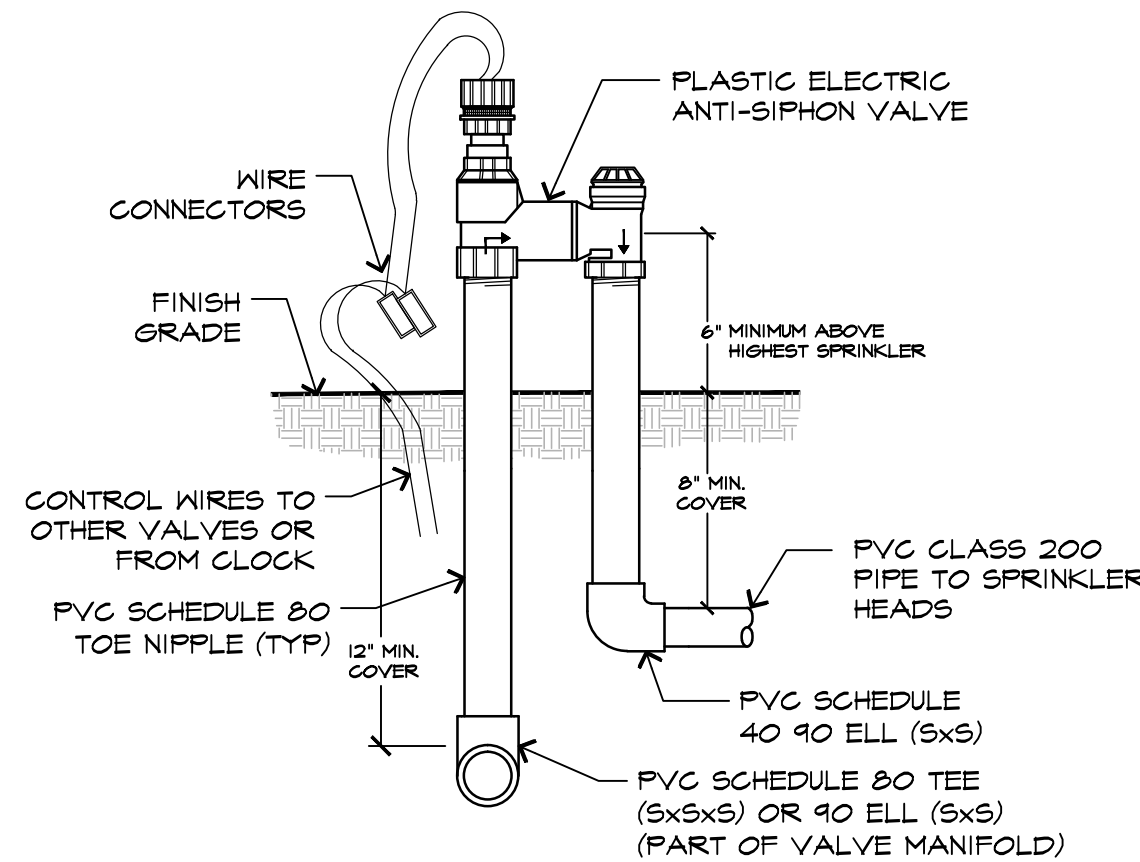 PLASTIC ELECTRIC
ANTI-SIPHON VALVE
WIRE
CONNECTORS
FINISH
GRADE
6" MINIMUM ABOVE
HIGHEST SPRINKLER
8" MIN.
COVER
CONTROL WIRES TO
OTHER VALVES OR
FROM CLOCK
PVC CLASS 200
PIPE TO SPRINKLER
HEADS
PVC SCHEDULE 80
TOE NIPPLE (TYP)
12" MIN.
COVER
PVC SCHEDULE
40 90 ELL (SxS)
PVC SCHEDULE 80 TEE
(SxSxS) OR 90 ELL (SxS)
(PART OF VALVE MANIFOLD)